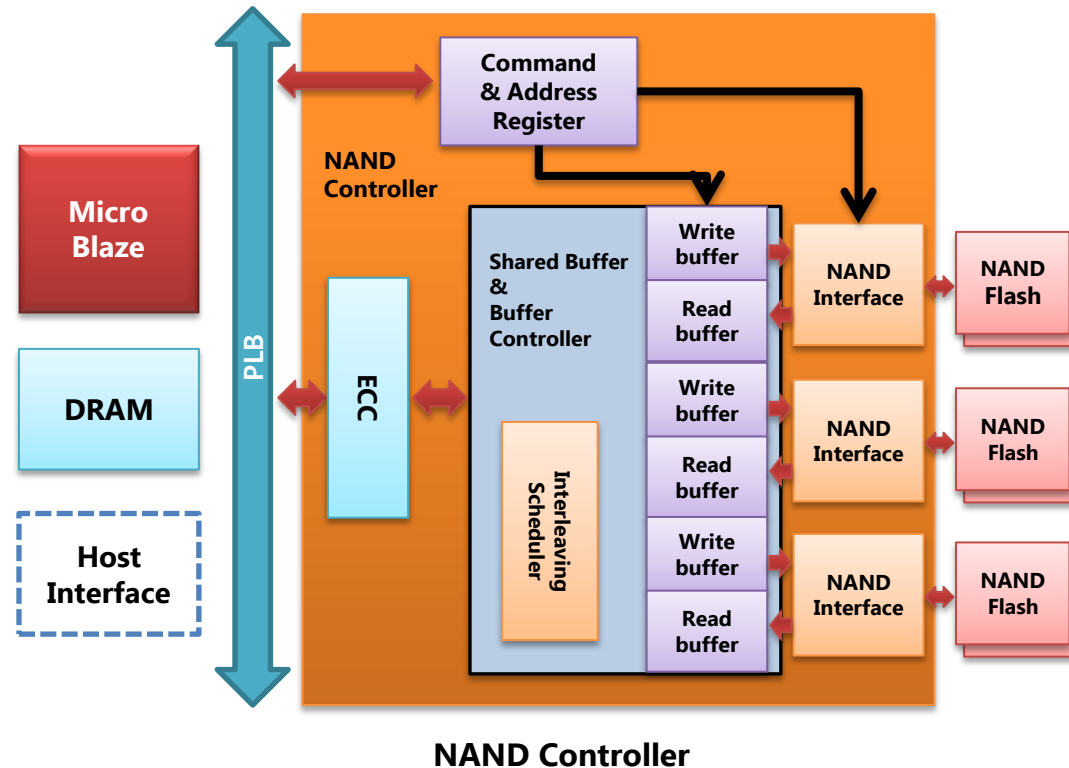 Command
& Address
Register
NAND
Controller
Micro
Blaze
DRAM
Host
Interface
PLB
ECC
Shared Buffer
&
Buffer
Controller
Interleaving
Scheduler
Write
buffer
Read
buffer
Write
buffer
Read
buffer
Write
buffer
Read
buffer
NAND
Interface
NAND
Interface
NAND
Interface
NAND
Flash
NAND
Flash
NAND
Flash
NAND Controller